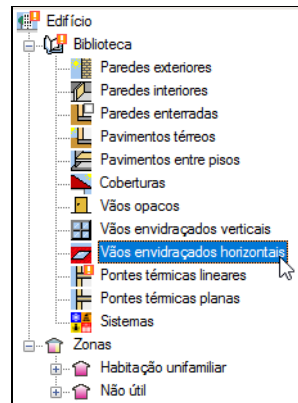 Edifício
Biblioteca
Paredes exteriores
Paredes interiores
Paredes enterradas
Pavimentos térreos
Pavimentos entre pisos
Coberturas
Vãos opacos
Vãos envidraçados verticais
Vãos envidraçados horizontais
Pontes térmicas lineares
Pontes térmicas planas
Sistemas
Zonas
Habitação unifamiliar
Não útil